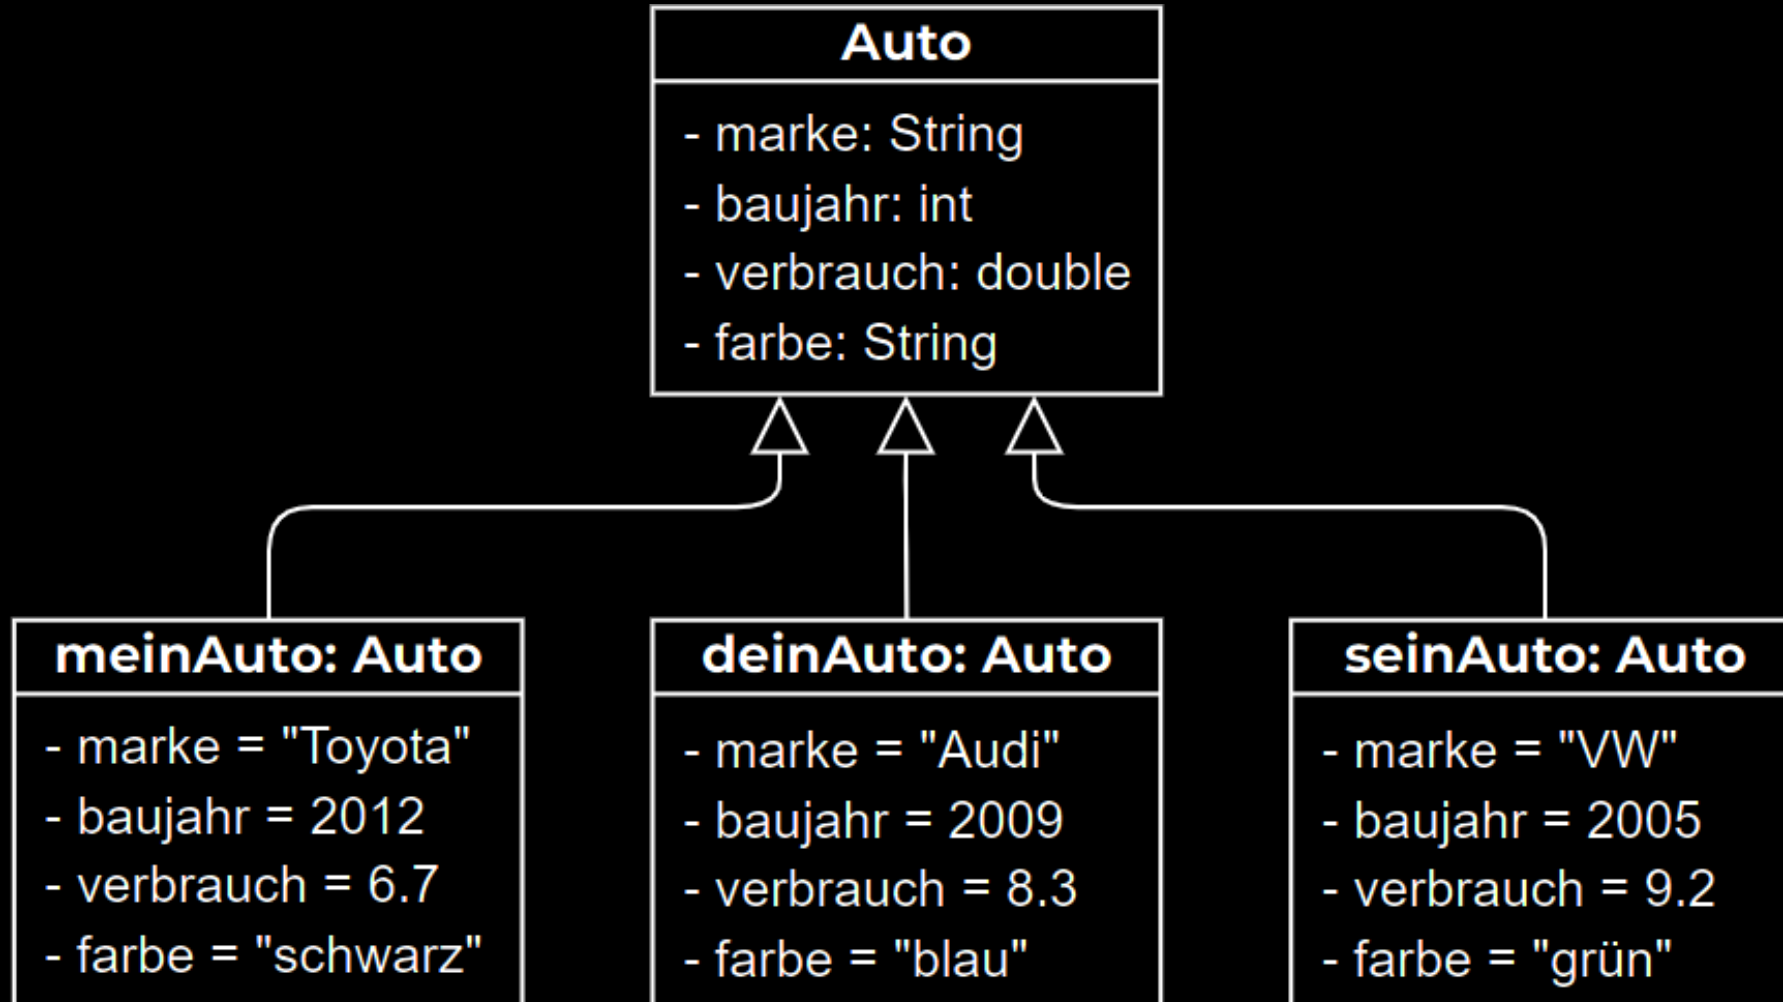 Auto
- marke: String
- baujahr: int
- verbrauch: double
- farbe: String
meinAuto: Auto
- marke = "Toyota"
- baujahr = 2012
- verbrauch = 6.7
- farbe = "schwarz"
deinAuto: Auto
- marke = "Audi"
- baujahr = 2009
- verbrauch = 8.3
- farbe = "blau"
seinAuto: Auto
- marke = "VW"
- baujahr = 2005
- verbrauch = 9.2
- farbe = "grün"